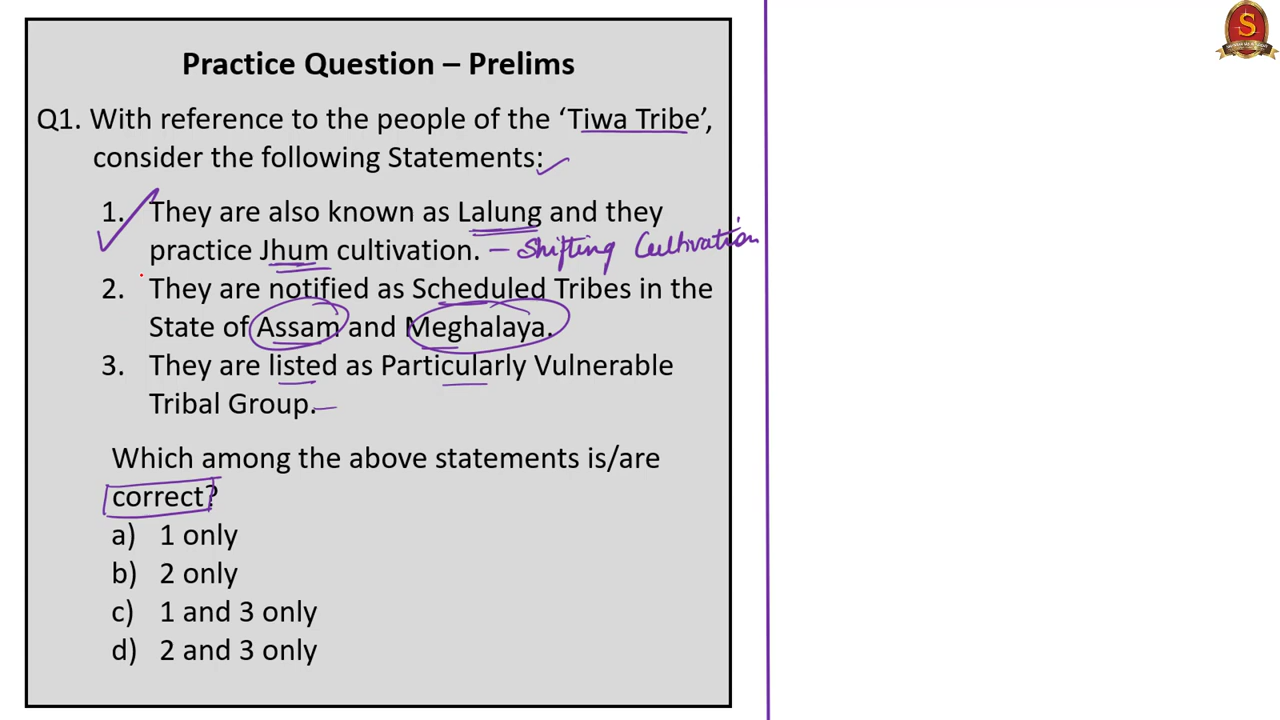 Practice Question – Prelims
Q1. With reference to the people of the ‘Tiwa Tribe’,
consider the following Statements:
1. They are also known as Lalung and they
practice Jhum cultivation. – Shifting Cultivation
2. They are notified as Scheduled Tribes in the
State of Assam and Meghalaya.
3. They are listed as Particularly Vulnerable
Tribal Group.
Which among the above statements is/are
correct?
a) 1 only
b) 2 only
c) 1 and 3 only
d) 2 and 3 only
S